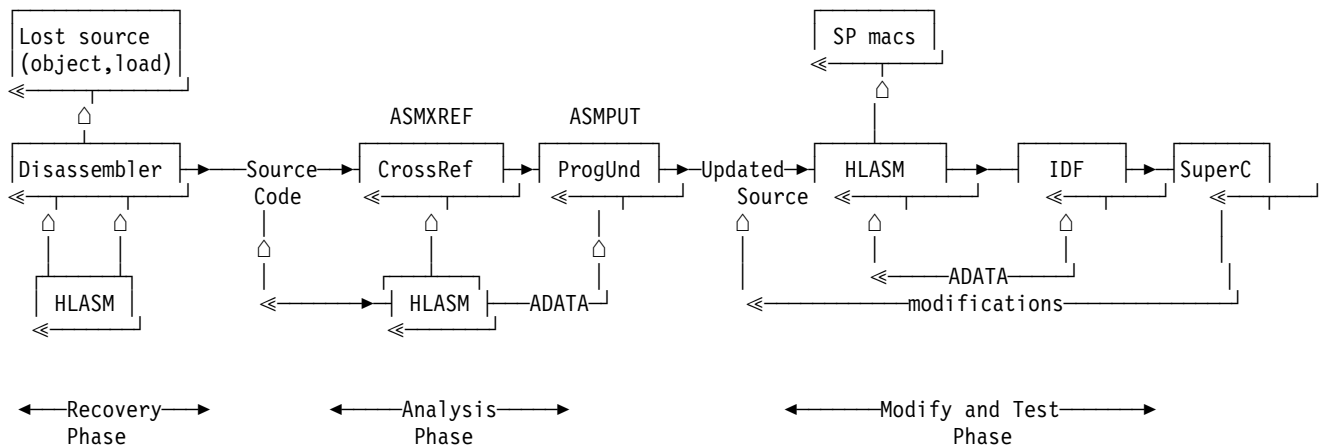 Lost source
(object,load)
SP macs
ASMXREF ASMPUT
Disassembler Source CrossRef ProgUnd Updated HLASM IDF SuperC
Code Source
HLASM HLASM ADATA ADATA
modifications
Recovery Analysis Modify and Test
Phase Phase Phase